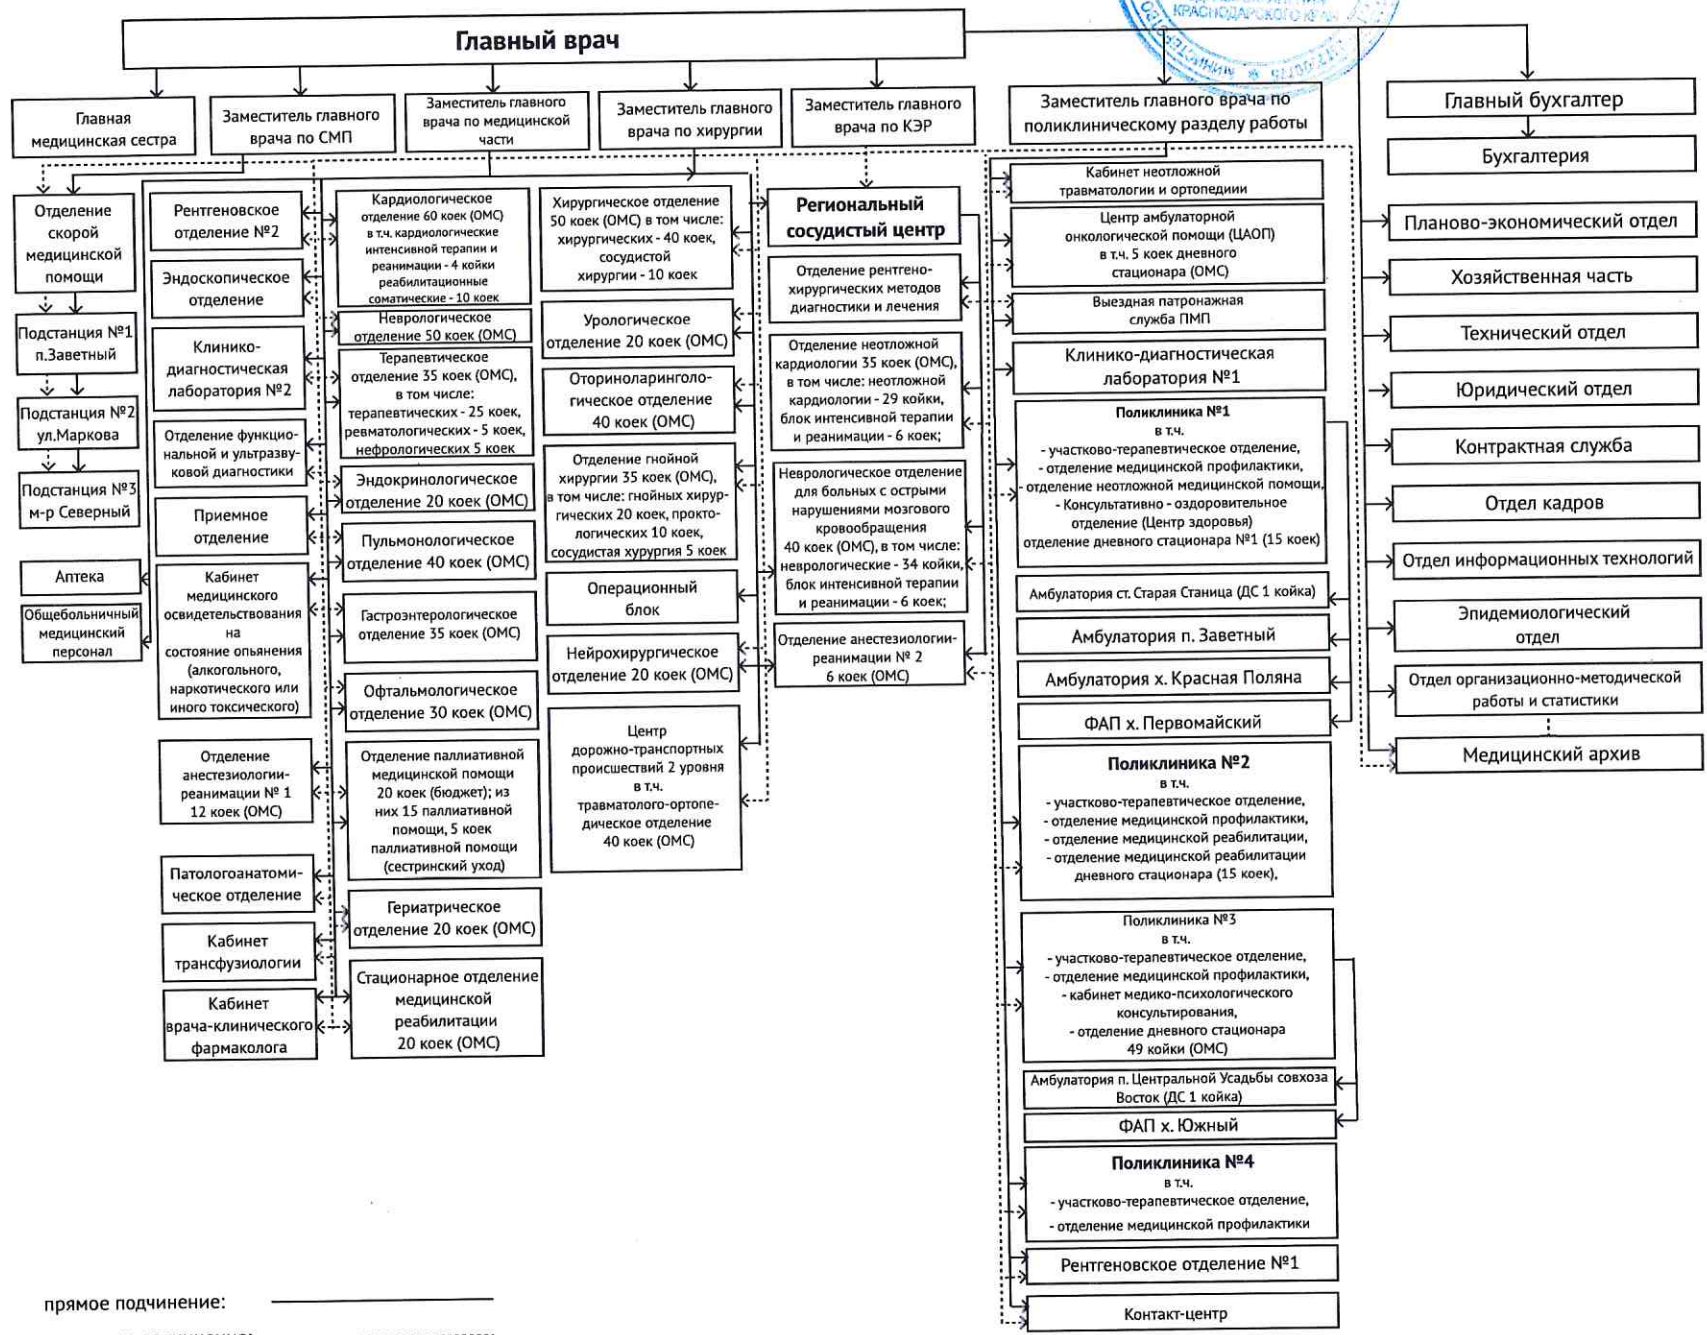 КРАСНОДАРСКОГО КРАЯ
Главный врач
Главная
медицинская сестра
Заместитель главного
врача по СМП
Заместитель главного
врача по медицинской
части
Заместитель главного
врача по хирургии
Заместитель главного
врача по КЭР
Заместитель главного врача по
поликлиническому разделу работы
Главный бухгалтер
Бухгалтерия
Отделение
скорой
медицинской
помощи
Подстанция №1
п.Заветный
Подстанция №2
ул.Маркова
Подстанция №3
м-р Северный
Аптека
Общебольничный
медицинский
персонал
Рентгеновское
отделение №2
Эндоскопическое
отделение
Клинико-
диагностическая
лаборатория №2
Отделение функцио-
нальной и ультразву-
ковой диагностики
Приемное
отделение
Кабинет
медицинского
освидетельствования
на
состояние опьянения
(алкогольного,
наркотического или
иного токсического)
Отделение
анестезиологии-
реанимации № 1
12 коек (ОМС)
Патологоанатоми-
ческое отделение
Кабинет
трансфузиологии
Кабинет
врача-клинического
фармаколога
Кардиологическое
отделение 60 коек (ОМС)
в т.ч. кардиологические
интенсивной терапии и
реанимации - 4 койки
реабилитационные
соматические - 10 коек
Неврологическое
отделение 50 коек (ОМС)
Терапевтическое
отделение 35 коек (ОМС),
в том числе:
терапевтических - 25 коек,
ревматологических - 5 коек,
нефрологических 5 коек
Эндокринологическое
отделение 20 коек (ОМС)
Пульмонологическое
отделение 40 коек (ОМС)
Гастроэнтерологическое
отделение 35 коек (ОМС)
Офтальмологическое
отделение 30 коек (ОМС)
Отделение паллиативной
медицинской помощи
20 коек (бюджет); из
них 15 паллиативной
помощи, 5 коек
паллиативной помощи
(сестринский уход)
Гериатрическое
отделение 20 коек (ОМС)
Стационарное отделение
медицинской
реабилитации
20 коек (ОМС)
Хирургическое отделение
50 коек (ОМС) в том числе:
хирургических - 40 коек,
сосудистой
хирургии - 10 коек
Урологическое
отделение 20 коек (ОМС)
Оториноларинголо-
гическое отделение
40 коек (ОМС)
Отделение гнойной
хирургии 35 коек (ОМС),
в том числе: гнойных хирур-
гических 20 коек, прокто-
логических 10 коек,
сосудистая хурургия 5 коек
Операционный
блок
Нейрохирургическое
отделение 20 коек (ОМС)
Центр
дорожно-транспортных
происшествий 2 уровня
в т.ч.
травматолого-ортопе-
дическое отделение
40 коек (ОМС)
Региональный
сосудистый центр
Отделение рентгено-
хирургических методов
диагностики и лечения
Отделение неотложной
кардиологии 35 коек (ОМС),
в том числе: неотложной
кардиологии - 29 койки,
блок интенсивной терапии
и реанимации - 6 коек;
Неврологическое отделение
для больных с острыми
нарушениями мозгового
кровообращения
40 коек (ОМС), в том числе:
неврологические - 34 койки,
блок интенсивной терапии
и реанимации - 6 коек;
Отделение анестезиологии-
реанимации № 2
6 коек (ОМС)
Кабинет неотложной
травматологии и ортопедиии
Центр амбулаторной
онкологической помощи (ЦАОП)
в т.ч. 5 коек дневного
стационара (ОМС)
Выездная патронажная
служба ПМП
Клинико-диагностическая
лаборатория №1
Поликлиника №1
в т.ч.
- участково-терапевтическое отделение,
- отделение медицинской профилактики,
- отделение неотложной медицинской помощи,
- Консультативно - оздоровительное
отделение (Центр здоровья)
отделение дневного стационара №1 (15 коек)
Амбулатория ст. Старая Станица (ДС 1 койка)
Амбулатория п. Заветный
Амбулатория х. Красная Поляна
ФАП х. Первомайский
Поликлиника №2
в т.ч.
- участково-терапевтическое отделение,
- отделение медицинской профилактики,
- отделение медицинской реабилитации,
- отделение медицинской реабилитации
дневного стационара (15 коек),
Поликлиника №3
в т.ч.
- участково-терапевтическое отделение,
- отделение медицинской профилактики,
- кабинет медико-психологического
консультирования,
- отделение дневного стационара
49 койки (ОМС)
Амбулатория п. Центральной Усадьбы совхоза
Восток (ДС 1 койка)
ФАП х. Южный
Поликлиника №4
в т.ч.
- участково-терапевтическое отделение,
- отделение медицинской профилактики
Рентгеновское отделение №1
Контакт-центр
Планово-экономический отдел
Хозяйственная часть
Технический отдел
Юридический отдел
Контрактная служба
Отдел кадров
Отдел информационных технологий
Эпидемиологический
отдел
Отдел организационно-методической
работы и статистики
Медицинский архив
прямое подчинение: